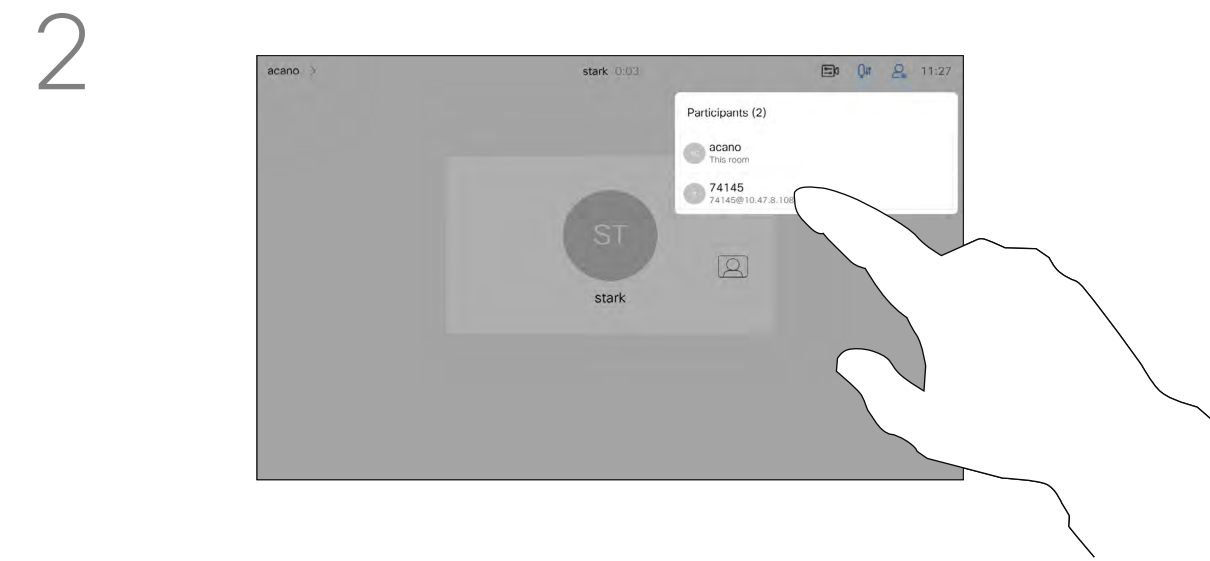 2
acano
stark 0:03
11:27
Participants (2)
acano
This room
74145
74145@10.47.8.108
ST
stark